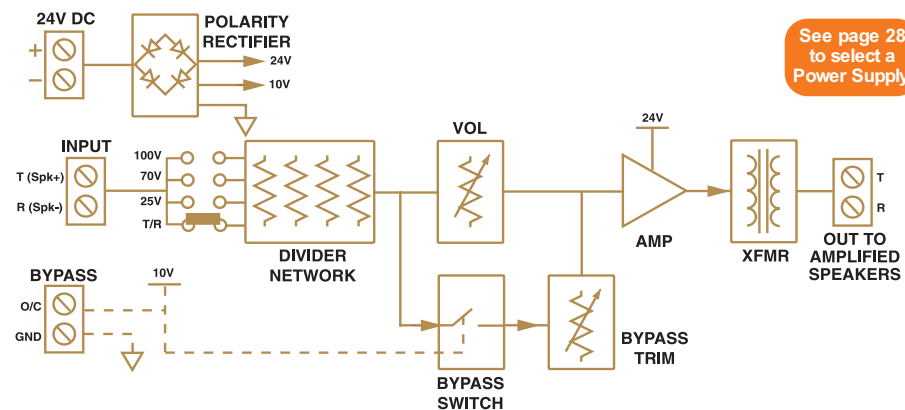 24V DC
+
−
POLARITY
RECTIFIER
24V
10V
See page 28
to select a
Power Supply
INPUT
T (Spk+)
R (Spk-)
100V
70V
25V
T/R
DIVIDER
NETWORK
VOL
24V
AMP
XFMR
T
R
OUT TO
AMPLIFIED
SPEAKERS
BYPASS
O/C
GND
10V
BYPASS
SWITCH
BYPASS
TRIM